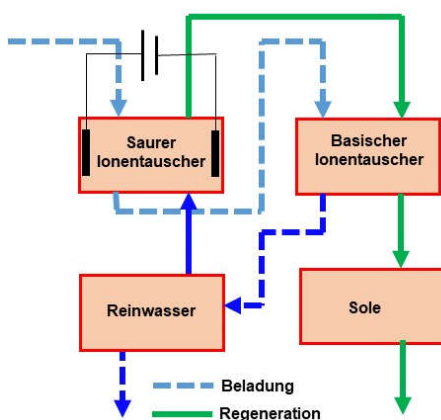 Saurer
Ionentauscher
Basischer
Ionentauscher
Reinwasser
Sole
Beladung
Regeneration